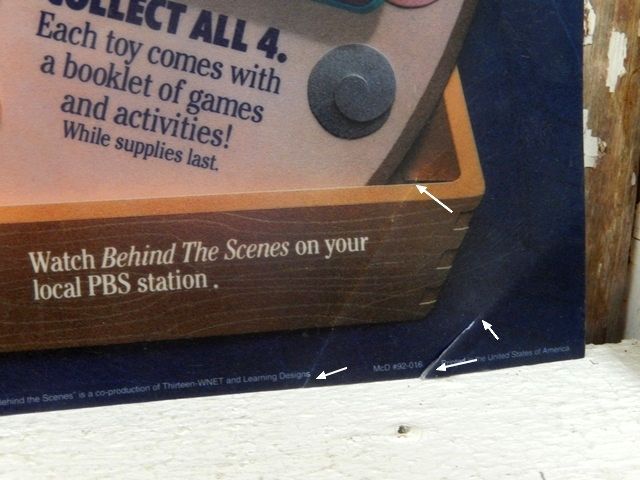 COLLECT ALL 4.
Each toy comes with
a booklet of games
and activities!
While supplies last.
Watch Behind The Scenes on your
local PBS station.
Behind the Scenes" is a co-production of Thirteen-WNET and Learning Designs McD #92-016 Printed in the United States of America